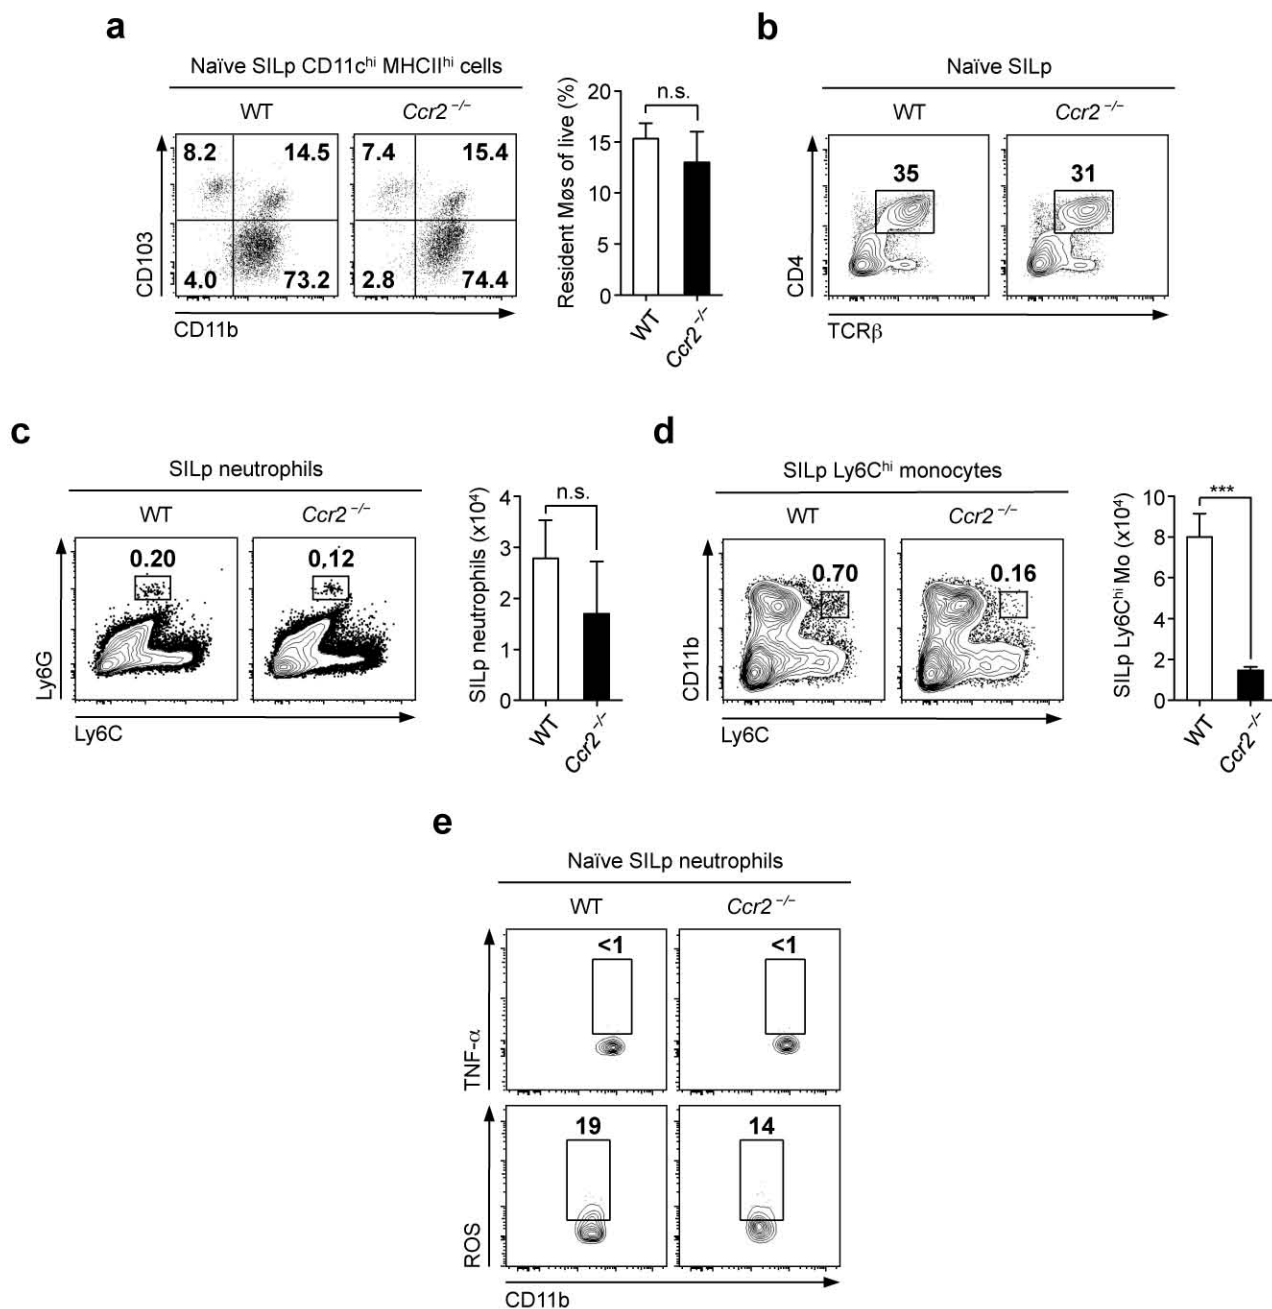 a
Naïve SILp CD11c^hi MHCII^hi cells
WT Ccr2 −/−
8.2 14.5 7.4 15.4
4.0 73.2 2.8 74.4
CD103
CD11b
n.s.
20
15
10
5
0
Resident Møs of live (%)
WT Ccr2 −/−
b
Naïve SILp
WT Ccr2 −/−
35 31
CD4
TCRβ
c
SILp neutrophils
WT Ccr2 −/−
0.20 0,12
Ly6G
Ly6C
n.s.
4
3
2
1
0
SILp neutrophils (x10⁴)
WT Ccr2 −/−
d
SILp Ly6C^hi monocytes
WT Ccr2 −/−
0.70 0.16
CD11b
Ly6C
***
10
8
6
4
2
0
SILp Ly6C^hi Mo (x10⁴)
WT Ccr2 −/−
e
Naïve SILp neutrophils
WT Ccr2 −/−
<1 <1
TNF-α
19 14
ROS
CD11b